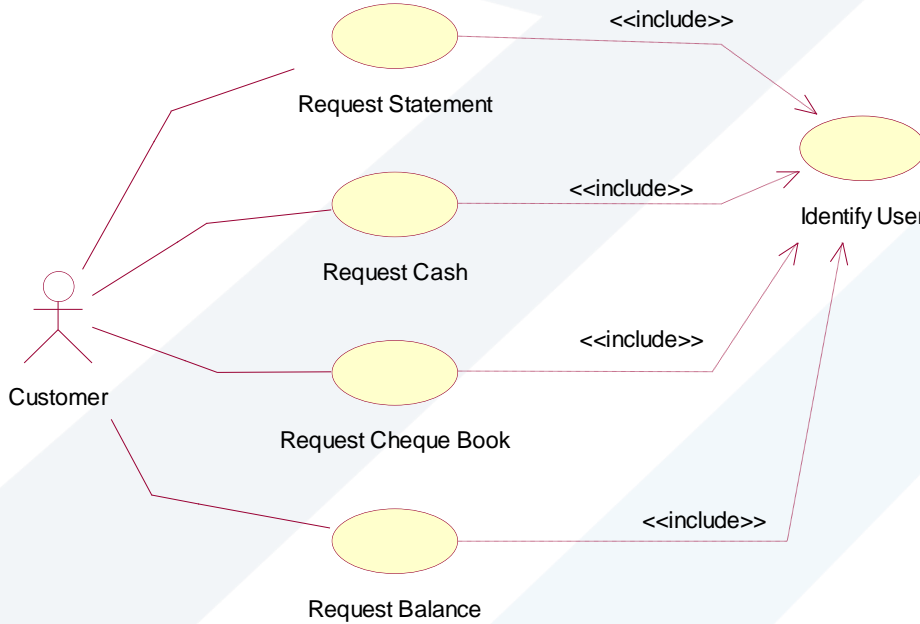 <<include>>
Request Statement
<<include>>
Identify User
Request Cash
<<include>>
Customer
Request Cheque Book
<<include>>
Request Balance